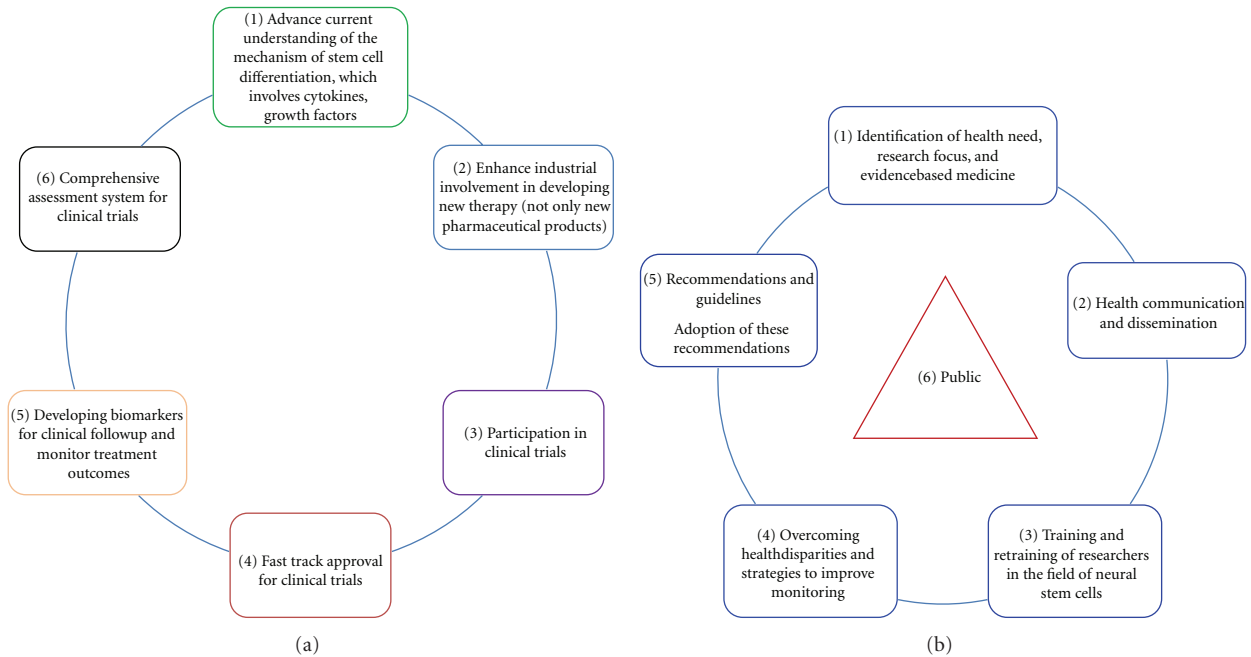 (1) Advance current
understanding of the
mechanism of stem cell
differentiation, which
involves cytokines,
growth factors
(2) Enhance industrial
involvement in developing
new therapy (not only new
pharmaceutical products)
(3) Participation in
clinical trials
(4) Fast track approval
for clinical trials
(5) Developing biomarkers
for clinical followup and
monitor treatment
outcomes
(6) Comprehensive
assessment system for
clinical trials
(a)
(1) Identification of health need,
research focus, and
evidencebased medicine
(2) Health communication
and dissemination
(3) Training and
retraining of researchers
in the field of neural
stem cells
(4) Overcoming
healthdisparities and
strategies to improve
monitoring
(5) Recommendations and
guidelines
Adoption of these
recommendations
(6) Public
(b)